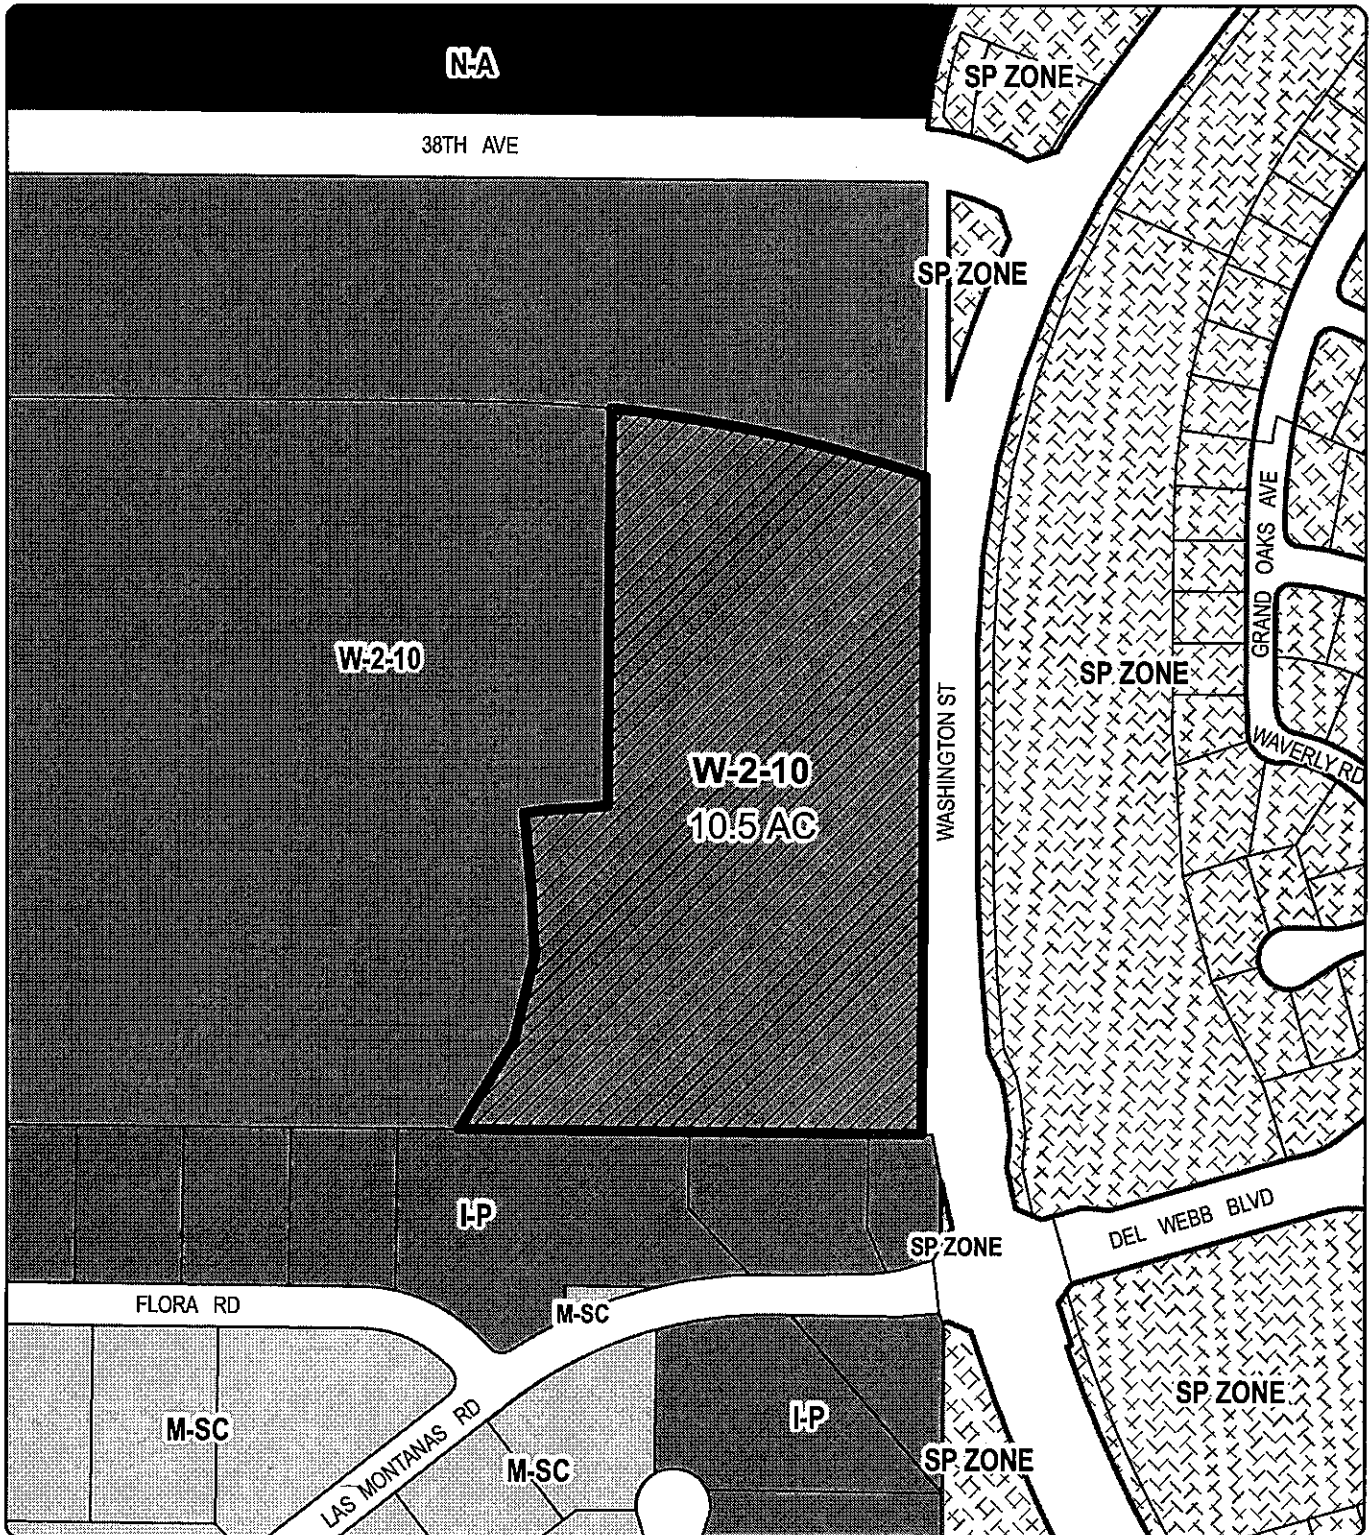 N-A
SP ZONE
38TH AVE
SP ZONE
GRAND OAKS AVE
W-2-10
SP ZONE
WASHINGTON ST
WAVERLY RD
W-2-10
10.5 AC
I-P
DEL WEBB BLVD
SP ZONE
FLORA RD
M-SC
SP ZONE
I-P
LAS MONTANAS RD
M-SC
M-SC
SP ZONE